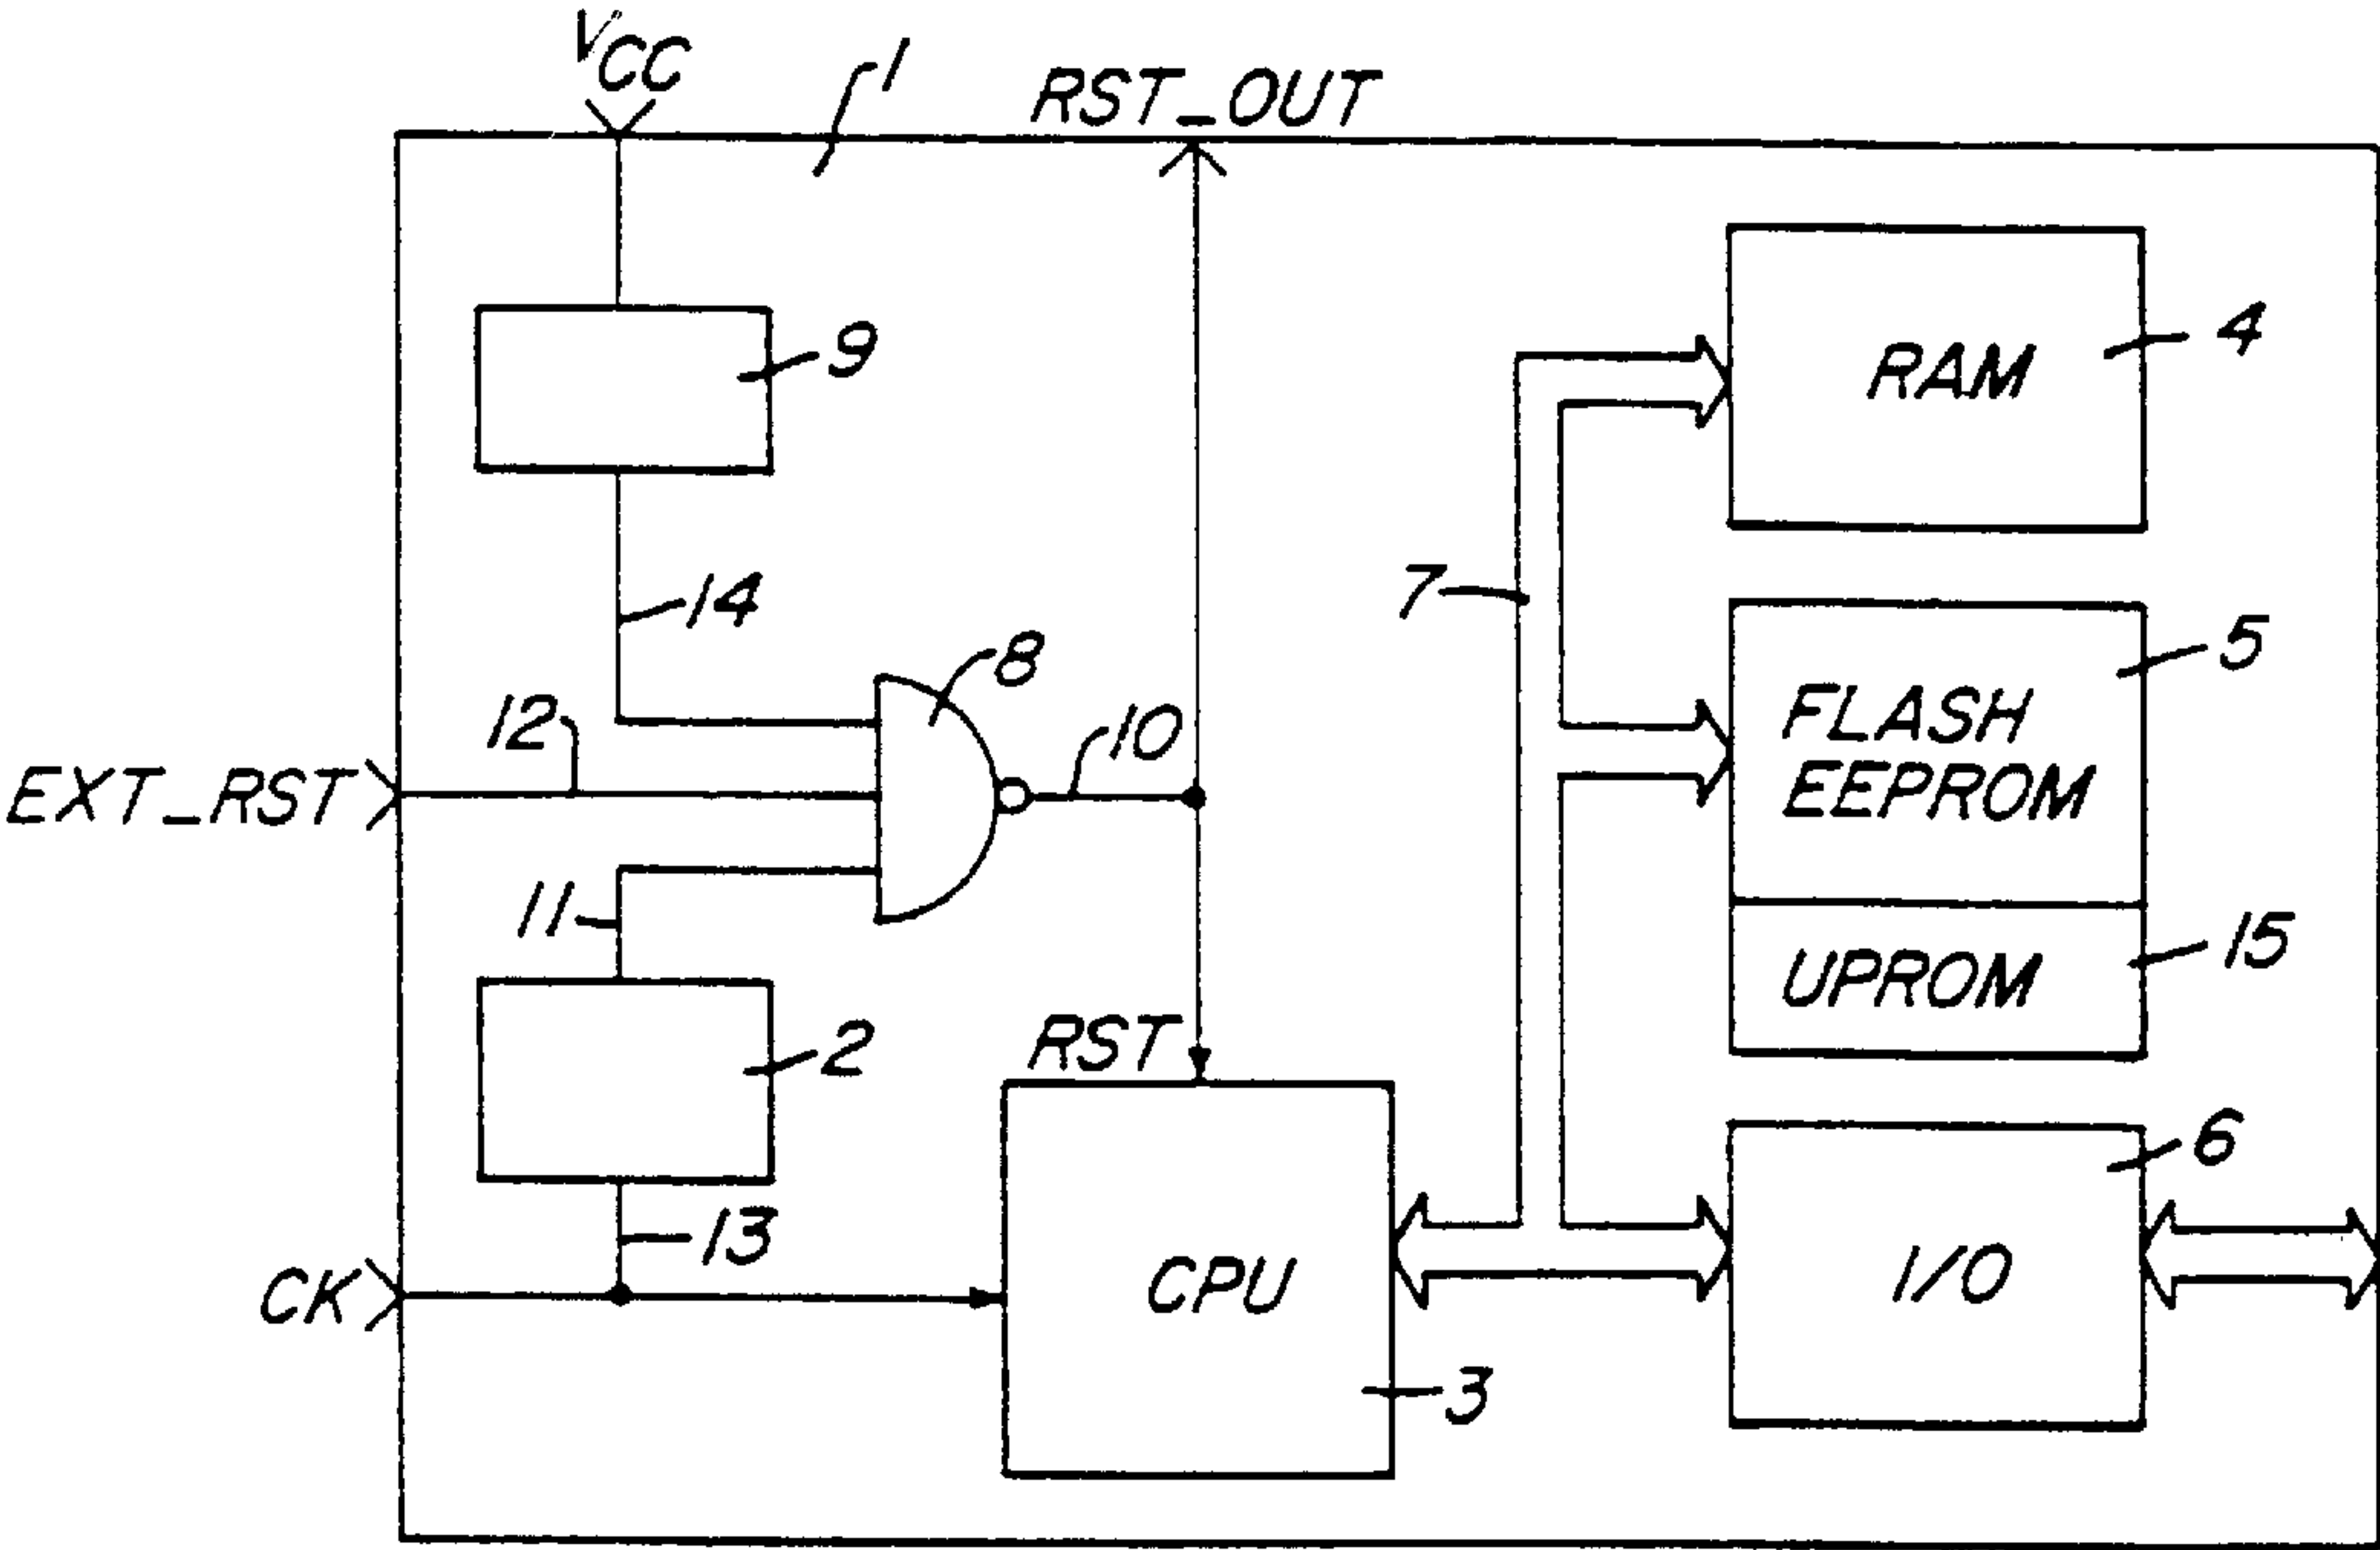 VCC
1
RST_OUT
9
RAM
4
14
7
8
5
12
10
FLASH
EEPROM
EXT_RST
11
15
UPROM
2
RST
6
13
CK
CPU
I/O
3